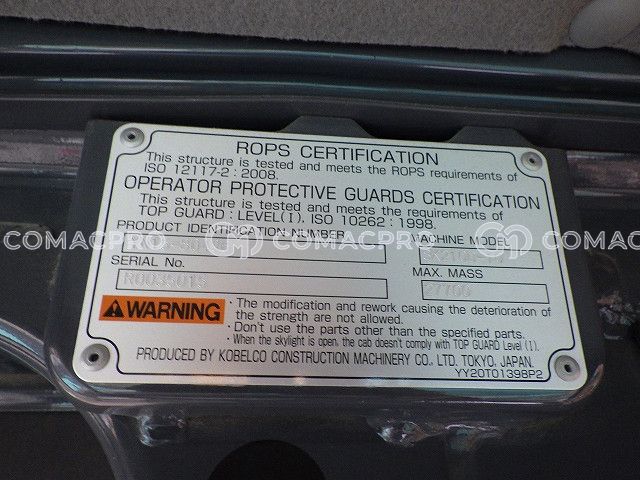 ROPS CERTIFICATION
This structure is tested and meets the ROPS requirements of
ISO 12117-2 : 2008.
OPERATOR PROTECTIVE GUARDS CERTIFICATION
This structure is tested and meets the requirements of
TOP GUARD : LEVEL(I). ISO 10262 : 1998.
PRODUCT IDENTIFICATION NUMBER
MACHINE MODEL
COMACPRO COMACPRO COMACPRO
SERIAL No.
MAX. MASS
27700
WARNING
· The modification and rework causing the deterioration of
the strength are not allowed.
· Don't use the parts other than the specified parts.
· When the skylight is open, the cab doesn't comply with TOP GUARD Level (I).
PRODUCED BY KOBELCO CONSTRUCTION MACHINERY CO., LTD. TOKYO, JAPAN.
YY20T01398P2